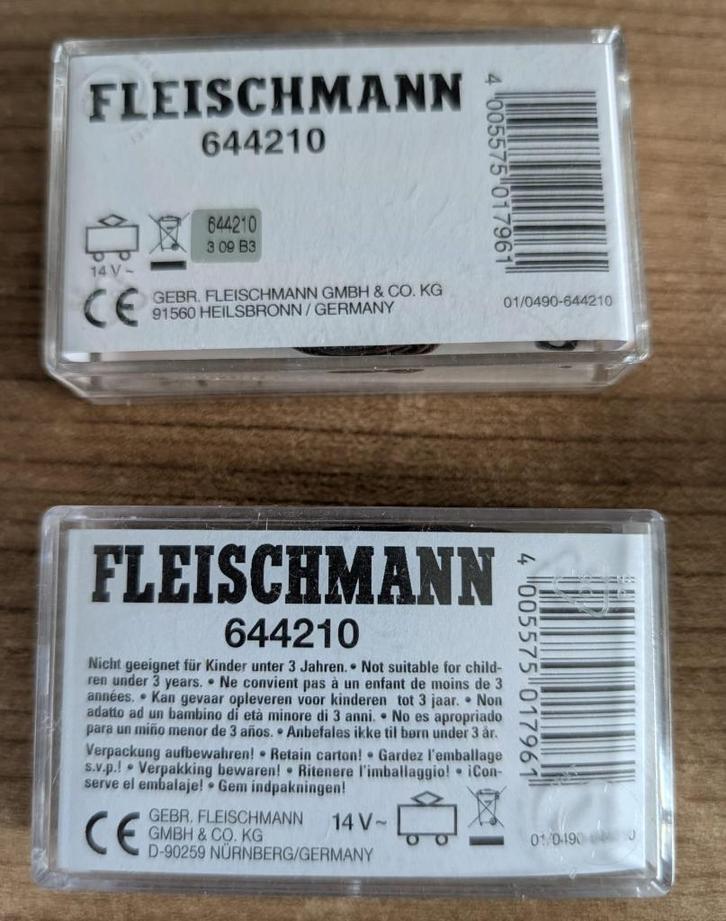 FLEISCHMANN
644210
4 005575 017961
644210
3 09 B3
14 V ~
CE GEBR. FLEISCHMANN GMBH & CO. KG
91560 HEILSBRONN / GERMANY
01/0490-644210
FLEISCHMANN
644210
4 005575 017961
Nicht geeignet für Kinder unter 3 Jahren. • Not suitable for child-
ren under 3 years. • Ne convient pas à un enfant de moins de 3
années. • Kan gevaar opleveren voor kinderen tot 3 jaar. • Non
adatto ad un bambino di età minore di 3 anni. • No es apropriado
para un miño menor de 3 años. • Anbefales ikke til børn under 3 år.
Verpackung aufbewahren! • Retain carton! • Gardez l'emballage
s.v.p.! • Verpakking bewaren! • Ritenere l'imballaggio! • ¡Con-
serve el embalaje! • Gem indpakningen!
CE GEBR. FLEISCHMANN
GMBH & CO. KG
D-90259 NÜRNBERG/GERMANY
14 V ~
01/0490